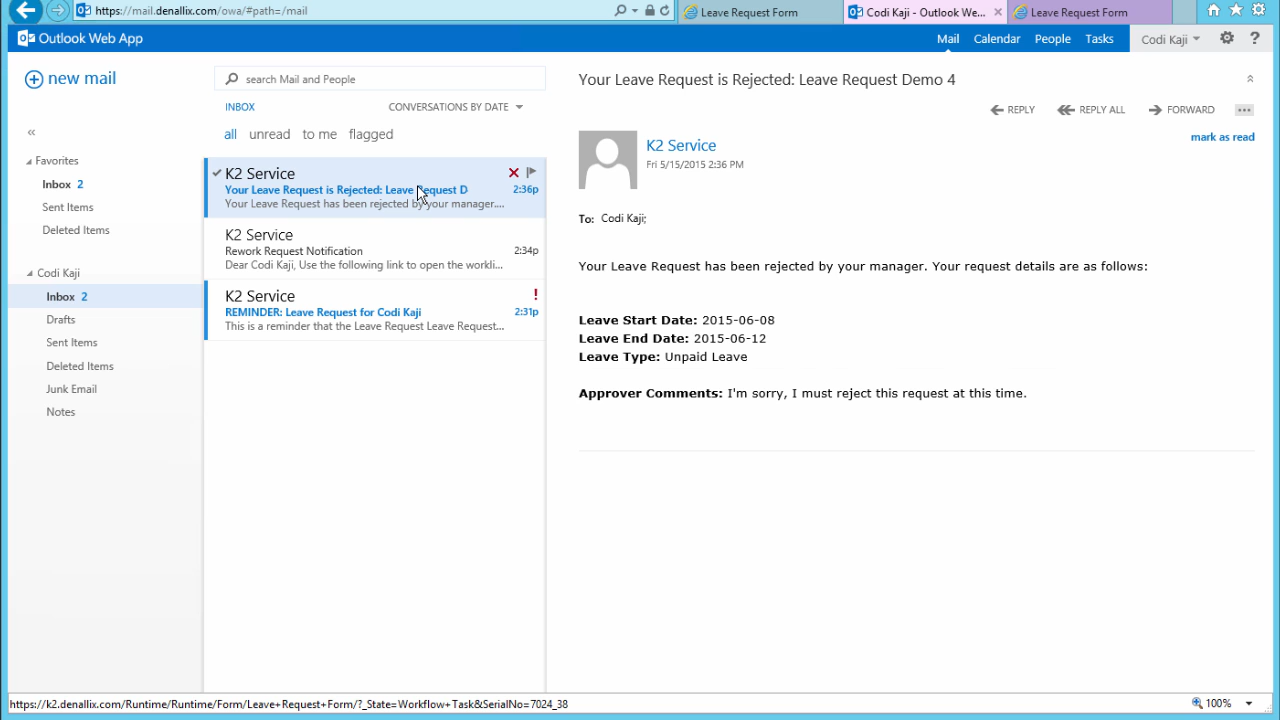 https://mail.denallix.com/owa/#path=/mail
Leave Request Form
Codi Kaji - Outlook We...
Leave Request Form
Outlook Web App
Mail
Calendar
People
Tasks
Codi Kaji
?
new mail
search Mail and People
INBOX
CONVERSATIONS BY DATE
all
unread
to me
flagged
«
Favorites
Inbox 2
Sent Items
Deleted Items
Codi Kaji
Inbox 2
Drafts
Sent Items
Deleted Items
Junk Email
Notes
K2 Service
Your Leave Request is Rejected: Leave Request D
2:36p
Your Leave Request has been rejected by your manager....
K2 Service
Rework Request Notification
2:34p
Dear Codi Kaji, Use the following link to open the workli...
K2 Service
!
REMINDER: Leave Request for Codi Kaji
2:31p
This is a reminder that the Leave Request Leave Request...
Your Leave Request is Rejected: Leave Request Demo 4
REPLY
REPLY ALL
FORWARD
...
mark as read
K2 Service
Fri 5/15/2015 2:36 PM
To: Codi Kaji;
Your Leave Request has been rejected by your manager. Your request details are as follows:
Leave Start Date: 2015-06-08
Leave End Date: 2015-06-12
Leave Type: Unpaid Leave
Approver Comments: I'm sorry, I must reject this request at this time.
https://k2.denallix.com/Runtime/Runtime/Form/Leave+Request+Form/?_State=Workflow+Task&SerialNo=7024_38
100%